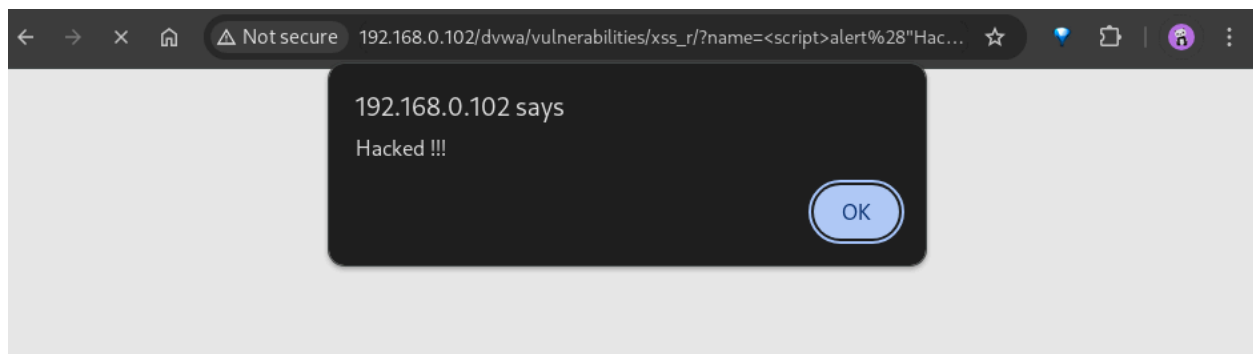 Not secure 192.168.0.102/dvwa/vulnerabilities/xss_r/?name=<script>alert%28"Hac...
192.168.0.102 says
Hacked !!!
OK